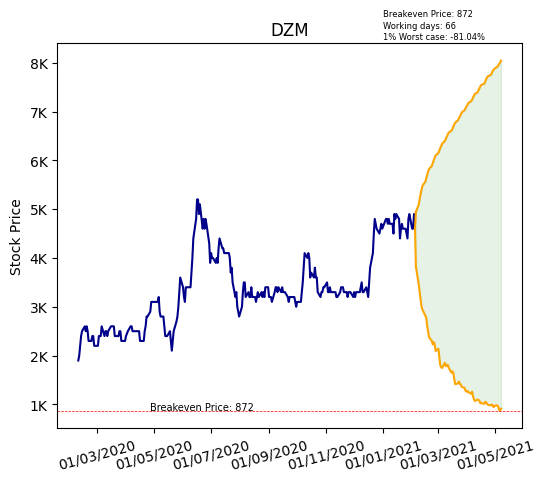 Breakeven Price: 872
Working days: 66
1% Worst case: -81.04%
DZM
Stock Price
8K
7K
6K
5K
4K
3K
2K
1K
Breakeven Price: 872
01/03/2020
01/05/2020
01/07/2020
01/09/2020
01/11/2020
01/01/2021
01/03/2021
01/05/2021